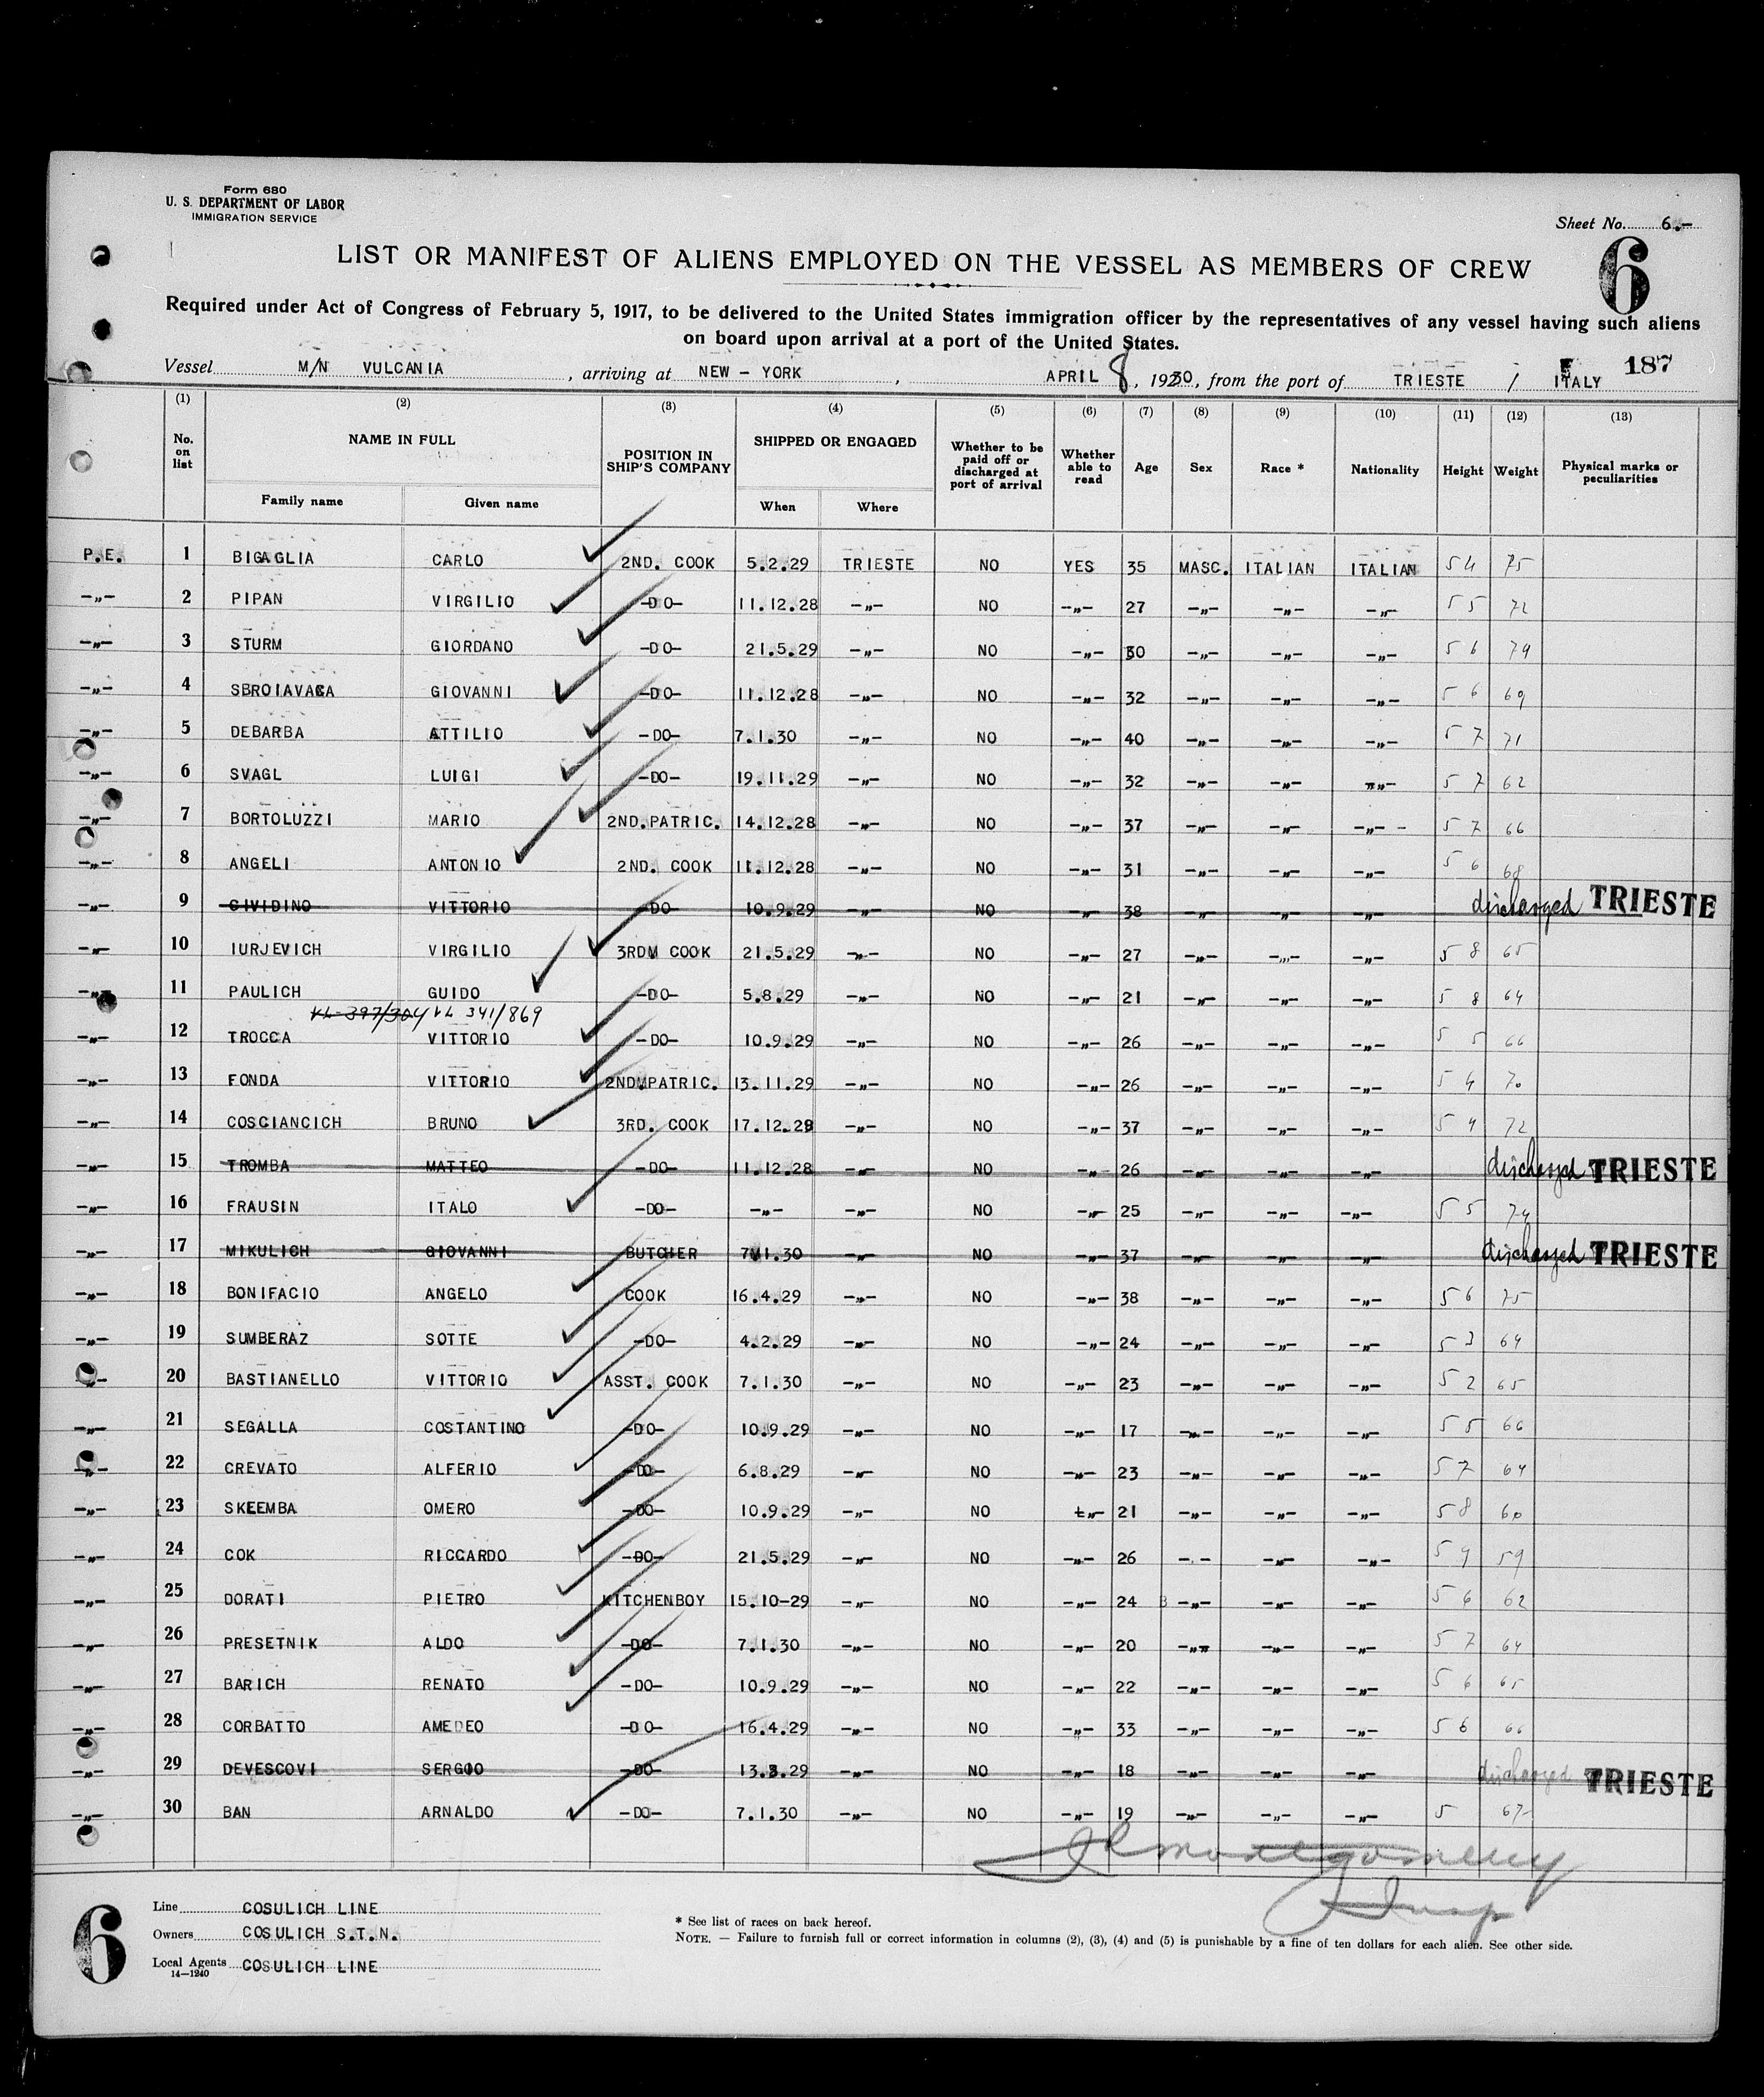 Form 680
U. S. DEPARTMENT OF LABOR
IMMIGRATION SERVICE
Sheet No. 6.-
6
LIST OR MANIFEST OF ALIENS EMPLOYED ON THE VESSEL AS MEMBERS OF CREW
Required under Act of Congress of February 5, 1917, to be delivered to the United States immigration officer by the representatives of any vessel having such aliens
on board upon arrival at a port of the United States.
187
Vessel M/N VULCANIA , arriving at NEW - YORK , APRIL 8 , 1930, from the port of TRIESTE / ITALY
(1) (2) (3) (4) (5) (6) (7) (8) (9) (10) (11) (12) (13)
No. on list NAME IN FULL POSITION IN SHIP'S COMPANY SHIPPED OR ENGAGED Whether to be paid off or discharged at port of arrival Whether able to read Age Sex Race * Nationality Height Weight Physical marks or peculiarities
Family name Given name When Where
P.E. 1 BIGAGLIA CARLO 2ND. COOK 5.2.29 TRIESTE NO YES 35 MASC. ITALIAN ITALIAN 5 4 75
-"- 2 PIPAN VIRGILIO -DO- 11.12.28 -"- NO -"- 27 -"- -"- -"- 5 5 72
-"- 3 STURM GIORDANO -DO- 21.5.29 -"- NO -"- 30 -"- -"- -"- 5 6 74
-"- 4 SBROIAVACA GIOVANNI -DO- 11.12.28 -"- NO -"- 32 -"- -"- -"- 5 6 69
-"- 5 DEBARBA ATTILIO -DO- 7.1.30 -"- NO -"- 40 -"- -"- -"- 5 7 71
-"- 6 SVAGL LUIGI -DO- 19.11.29 -"- NO -"- 32 -"- -"- -"- 5 7 62
-"- 7 BORTOLUZZI MARIO 2ND.PATRIC. 14.12.28 -"- NO -"- 37 -"- -"- -"- - 5 7 66
-"- 8 ANGELI ANTONIO 2ND. COOK 11.12.28 -"- NO -"- 31 -"- -"- -"- 5 6 68
-"- 9 CIVIDINO VITTORIO -DO- 10.9.29 -"- NO -"- 38 -"- -"- -"- discharged TRIESTE
-"- 10 IURJEVICH VIRGILIO 3RDM COOK 21.5.29 -"- NO -"- 27 -"- -"- -"- 5 8 65
-"- 11 PAULICH GUIDO -DO- 5.8.29 -"- NO -"- 21 -"- -"- -"- 5 8 64
VL 397/304 VL 341/869
-"- 12 TROCCA VITTORIO -DO- 10.9.29 -"- NO -"- 26 -"- -"- -"- 5 5 66
-"- 13 FONDA VITTORIO 2NDMPATRIC. 13.11.29 -"- NO -"- 26 -"- -"- -"- 5 4 70
-"- 14 COSCIANCICH BRUNO 3RD. COOK 17.12.29 -"- NO -"- 37 -"- -"- -"- 5 4 72
-"- 15 TROMBA MATTEO -DO- 11.12.28 -"- NO -"- 26 -"- -"- -"- discharged TRIESTE
-"- 16 FRAUSIN ITALO -DO- -"- -"- NO -"- 25 -"- -"- -"- 5 5 74
-"- 17 MIKULICH GIOVANNI BUTCHER 7.1.30 -"- NO -"- 37 -"- -"- -"- discharged TRIESTE
-"- 18 BONIFACIO ANGELO COOK 16.4.29 -"- NO -"- 38 -"- -"- -"- 5 6 75
-"- 19 SUMBERAZ SOTTE -DO- 4.2.29 -"- NO -"- 24 -"- -"- -"- 5 3 64
-"- 20 BASTIANELLO VITTORIO ASST. COOK 7.1.30 -"- NO -"- 23 -"- -"- -"- 5 2 65
-"- 21 SEGALLA COSTANTINO -DO- 10.9.29 -"- NO -"- 17 -"- -"- -"- 5 5 66
-"- 22 CREVATO ALFERIO -DO- 6.8.29 -"- NO -"- 23 -"- -"- -"- 5 7 64
-"- 23 SKEEMBA OMERO -DO- 10.9.29 -"- NO -"- 21 -"- -"- -"- 5 8 60
-"- 24 COK RICCARDO -DO- 21.5.29 -"- NO -"- 26 -"- -"- -"- 5 4 59
-"- 25 DORATI PIETRO KITCHENBOY 15.10-29 -"- NO -"- 24 -"- -"- -"- 5 6 62
-"- 26 PRESETNIK ALDO -DO- 7.1.30 -"- NO -"- 20 -"- -"- -"- 5 7 64
-"- 27 BARICH RENATO -DO- 10.9.29 -"- NO -"- 22 -"- -"- -"- 5 6 65
-"- 28 CORBATTO AMEDEO -DO- 16.4.29 -"- NO -"- 33 -"- -"- -"- 5 6 66
-"- 29 DEVESCOVI SERGIO -DO- 13.3.29 -"- NO -"- 18 -"- -"- -"- discharged TRIESTE
-"- 30 BAN ARNALDO -DO- 7.1.30 -"- NO -"- 19 -"- -"- -"- 5 67
Montgomery
Insp
6
Line COSULICH LINE
Owners COSULICH S.T.N.
Local Agents COSULICH LINE
14-1240
* See list of races on back hereof.
NOTE. — Failure to furnish full or correct information in columns (2), (3), (4) and (5) is punishable by a fine of ten dollars for each alien. See other side.